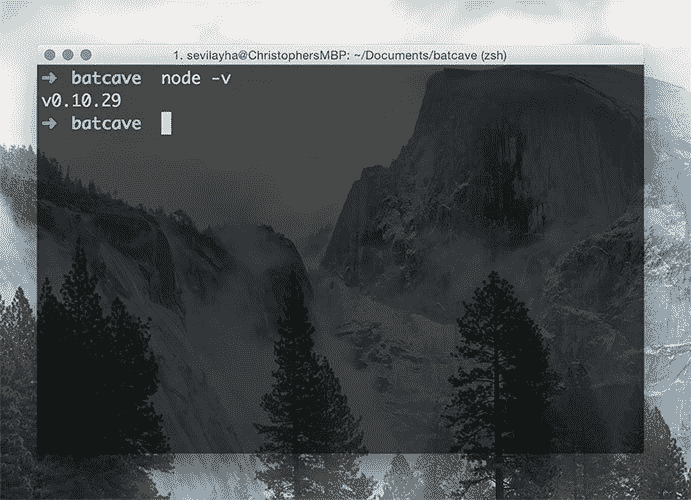 1. sevilayha@ChristophersMBP: ~/Documents/batcave (zsh)
➜ batcave node -v
v0.10.29
➜ batcave